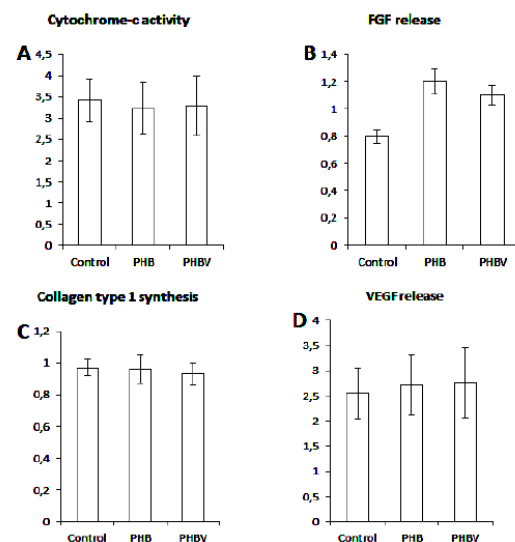 Cytochrome-c activity
A
4,5
4
3,5
3
2,5
2
1,5
1
0,5
0
Control PHB PHBV
FGF release
B
1,4
1,2
1
0,8
0,6
0,4
0,2
0
Control PHB PHBV
Collagen type 1 synthesis
C
1,2
1
0,8
0,6
0,4
0,2
0
Control PHB PHBV
VEGF release
D
4
3,5
3
2,5
2
1,5
1
0,5
0
Control PHB PHBV